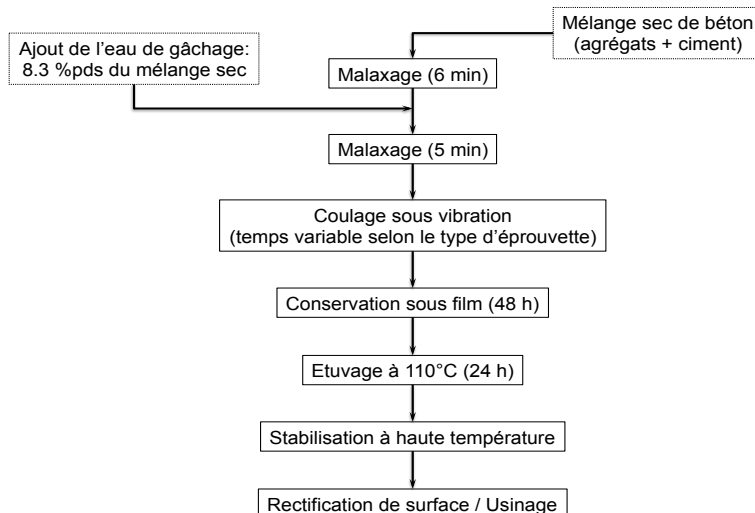 Mélange sec de béton
(agrégats + ciment)
Ajout de l’eau de gâchage:
8.3 %pds du mélange sec
Malaxage (6 min)
Malaxage (5 min)
Coulage sous vibration
(temps variable selon le type d’éprouvette)
Conservation sous film (48 h)
Etuvage à 110°C (24 h)
Stabilisation à haute température
Rectification de surface / Usinage